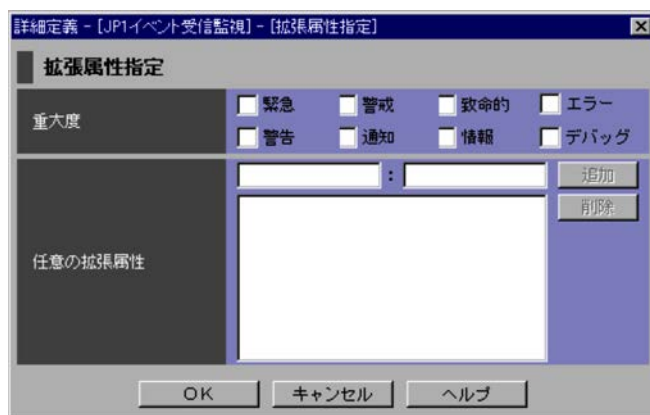 詳細定義 - [JP1イベント受信監視] - [拡張属性指定]
拡張属性指定
重大度
緊急 警戒 致命的 エラー
警告 通知 情報 デバッグ
: 追加
削除
任意の拡張属性
OK キャンセル ヘルプ